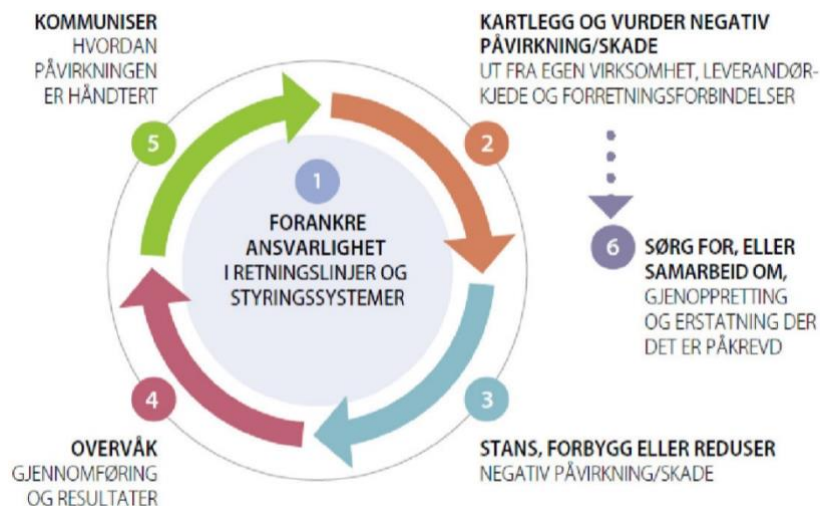 1
FORANKRE
ANSVARLIGHET
I RETNINGSLINJER OG
STYRINGSSYSTEMER
2
KARTLEGG OG VURDER NEGATIV
PÅVIRKNING/SKADE
UT FRA EGEN VIRKSOMHET, LEVERANDØR-
KJEDE OG FORRETNINGSFORBINDELSER
3
STANS, FORBYGG ELLER REDUSER
NEGATIV PÅVIRKNING/SKADE
4
OVERVÅK
GJENNOMFØRING
OG RESULTATER
5
KOMMUNISER
HVORDAN
PÅVIRKNINGEN
ER HÅNDTERT
6
SØRG FOR, ELLER
SAMARBEID OM,
GJENOPPRETTING
OG ERSTATNING DER
DET ER PÅKREVD